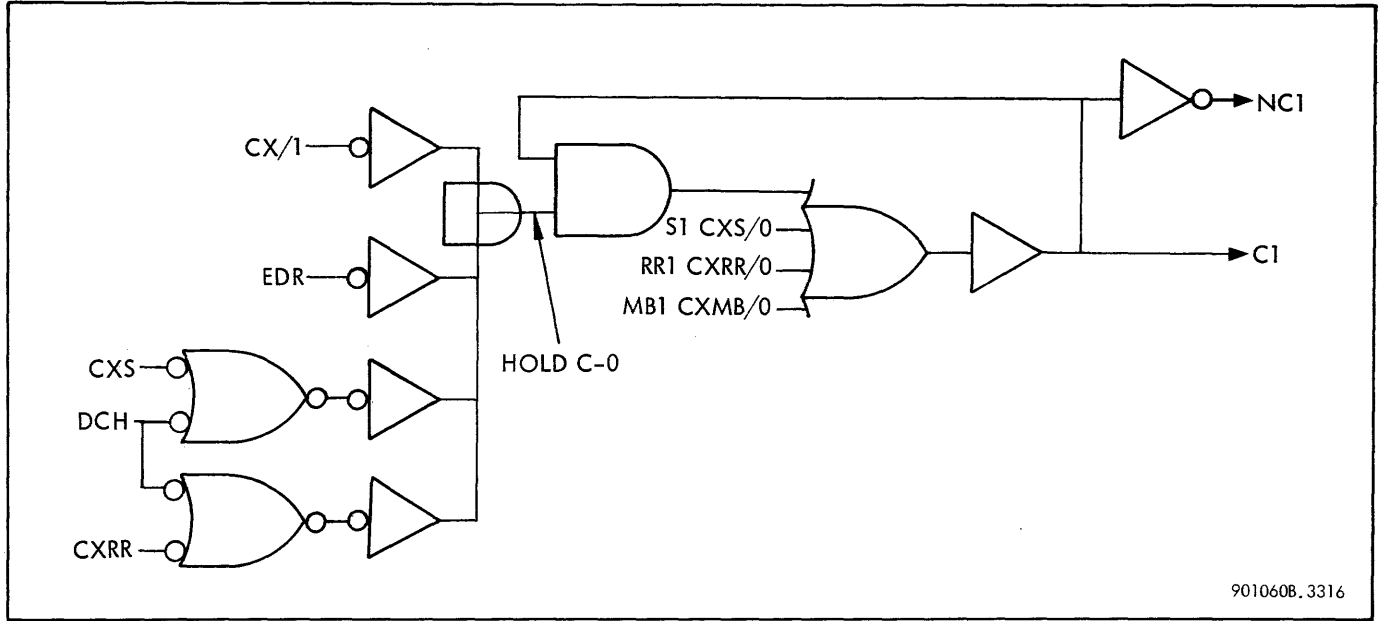 NC1
CX/1
S1 CXS/0
C1
EDR
RR1 CXRR/0
MB1 CXMB/0
HOLD C-0
CXS
DCH
CXRR
901060B.3316